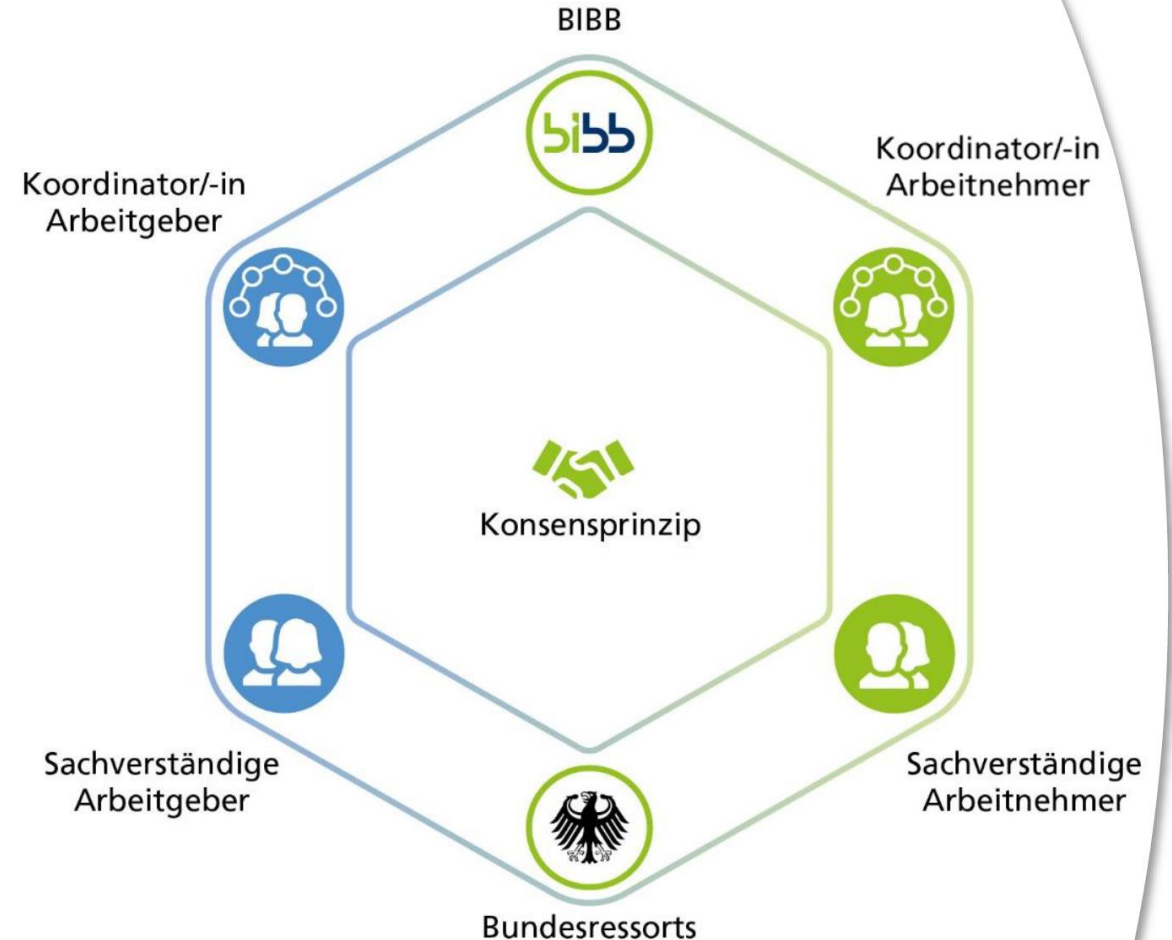 BIBB
bibb
Koordinator/-in
Arbeitgeber
Koordinator/-in
Arbeitnehmer
Konsensprinzip
Sachverständige
Arbeitgeber
Sachverständige
Arbeitnehmer
Bundesressorts